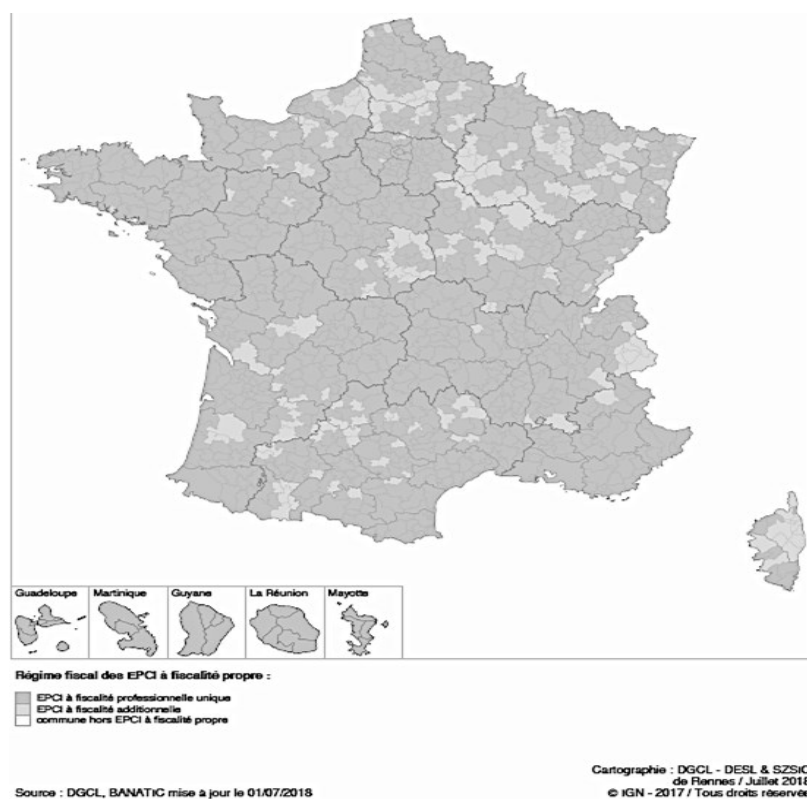 Guadeloupe Martinique Guyane La Réunion Mayotte
Régime fiscal des EPCI à fiscalité propre :
EPCI à fiscalité professionnelle unique
EPCI à fiscalité additionnelle
commune hors EPCI à fiscalité propre
Cartographie : DGCL - DESL & SZSIC
de Rennes / Juillet 2018
Source : DGCL, BANATIC mise à jour le 01/07/2018
© IGN - 2017 / Tous droits réservés